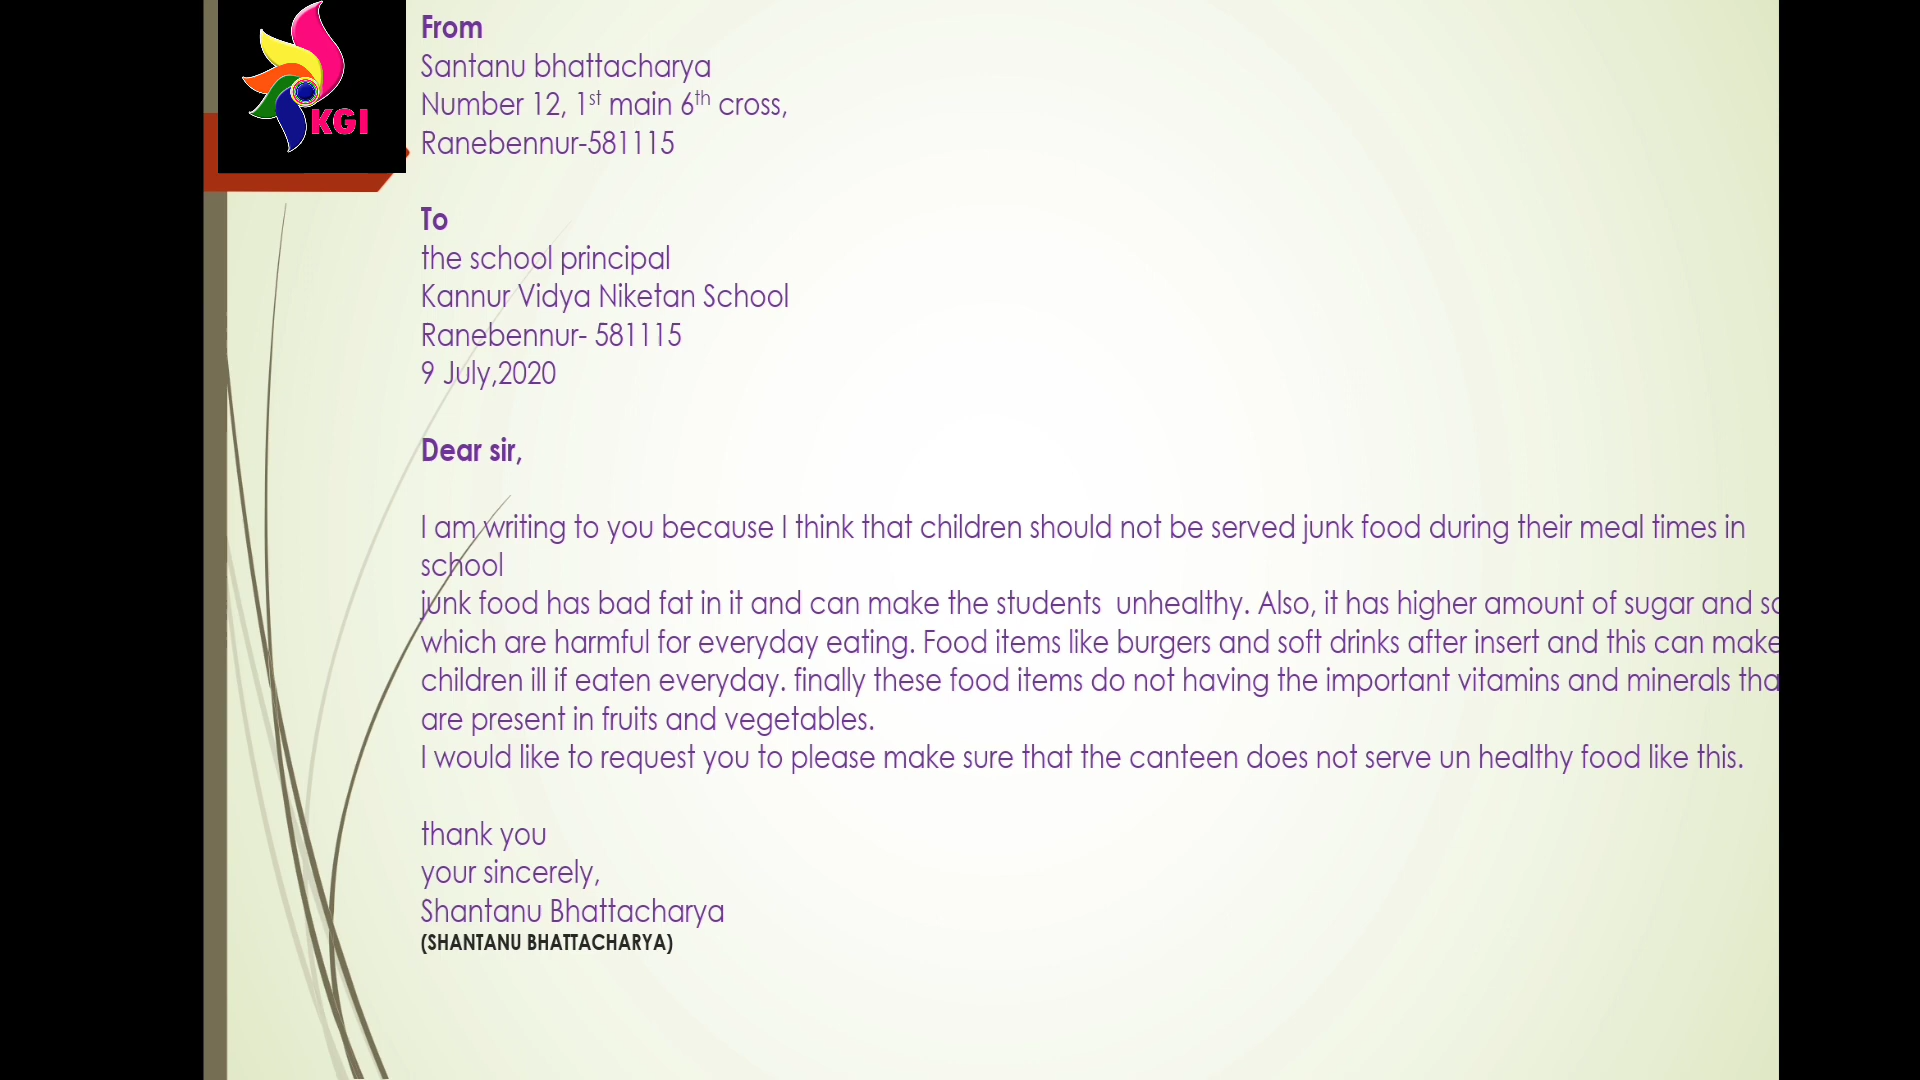 KGI
From
Santanu bhattacharya
Number 12, 1st main 6th cross,
Ranebennur-581115
To
the school principal
Kannur Vidya Niketan School
Ranebennur- 581115
9 July,2020
Dear sir,
I am writing to you because I think that children should not be served junk food during their meal times in
school
junk food has bad fat in it and can make the students  unhealthy. Also, it has higher amount of sugar and
which are harmful for everyday eating. Food items like burgers and soft drinks after insert and this can make
children ill if eaten everyday. finally these food items do not having the important vitamins and minerals
are present in fruits and vegetables.
I would like to request you to please make sure that the canteen does not serve un healthy food like this.
thank you
your sincerely,
Shantanu Bhattacharya
(SHANTANU BHATTACHARYA)